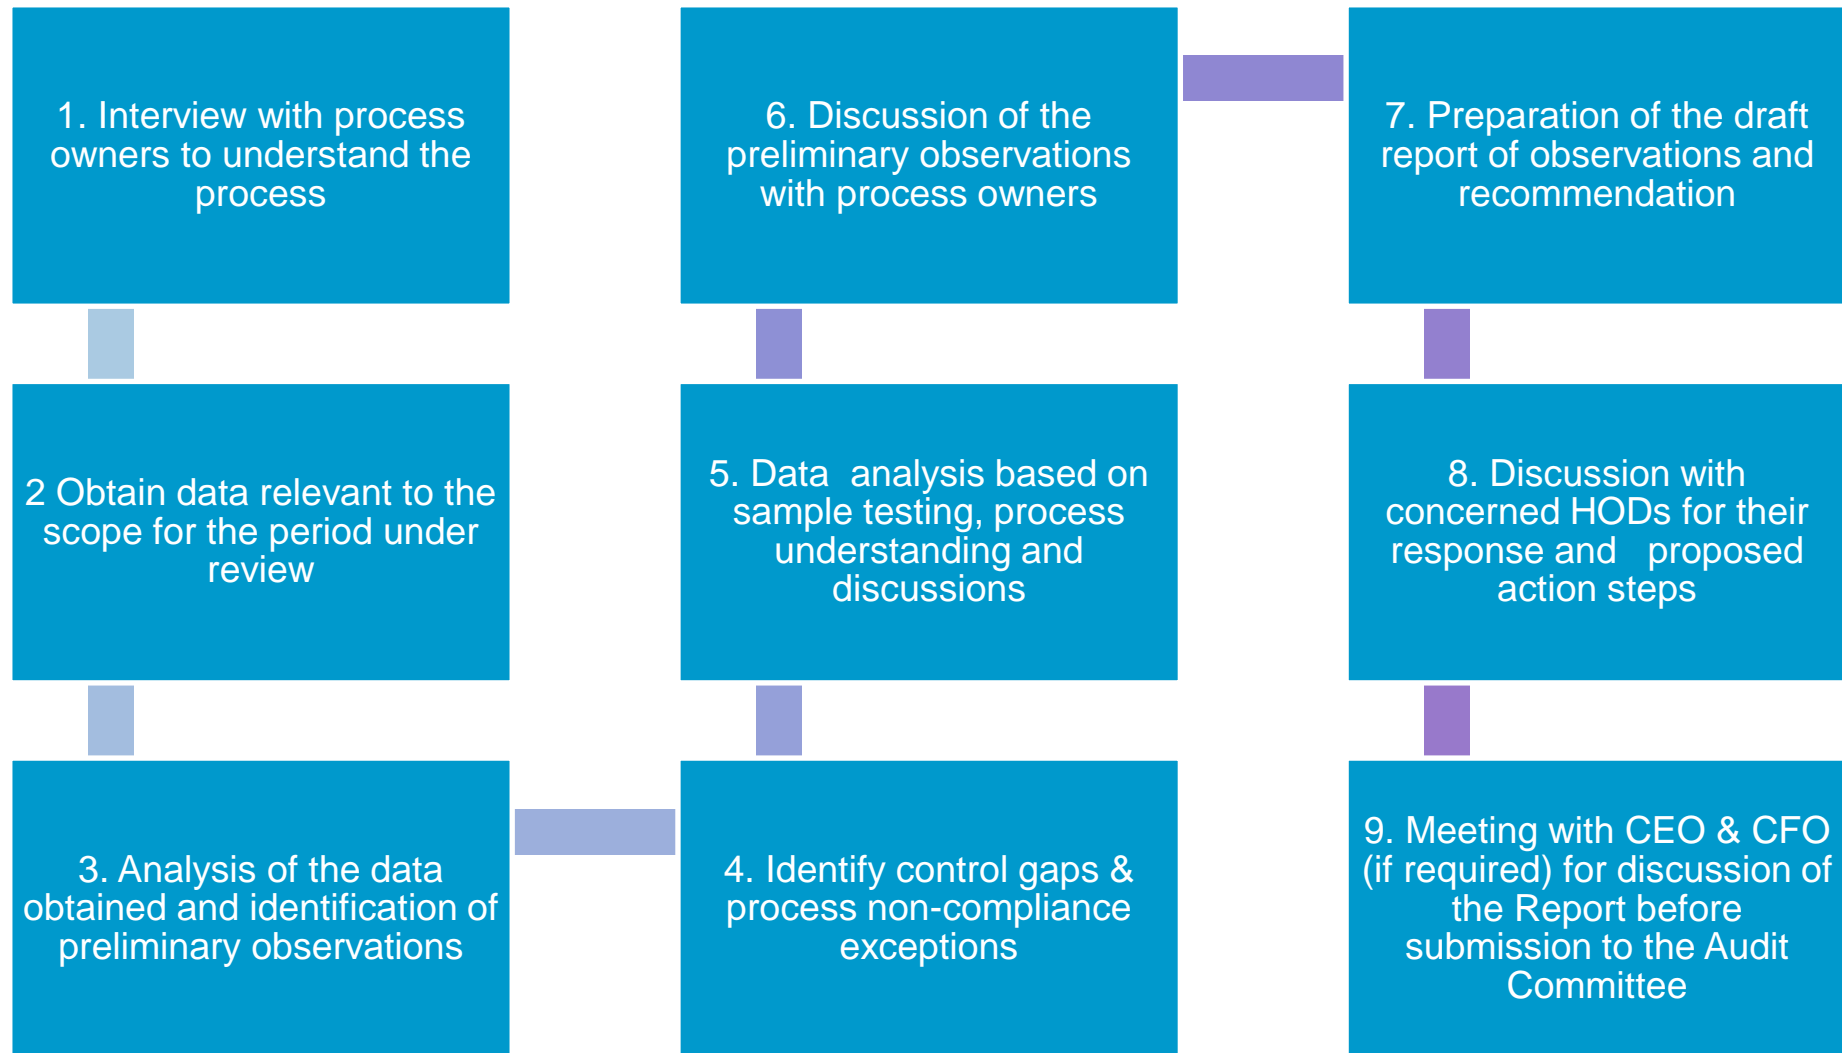 1. Interview with process
owners to understand the
process
2 Obtain data relevant to the
scope for the period under
review
3. Analysis of the data
obtained and identification of
preliminary observations
4. Identify control gaps &
process non-compliance
exceptions
5. Data  analysis based on
sample testing, process
understanding and
discussions
6. Discussion of the
preliminary observations
with process owners
7. Preparation of the draft
report of observations and
recommendation
8. Discussion with
concerned HODs for their
response and   proposed
action steps
9. Meeting with CEO & CFO
(if required) for discussion of
the Report before
submission to the Audit
Committee